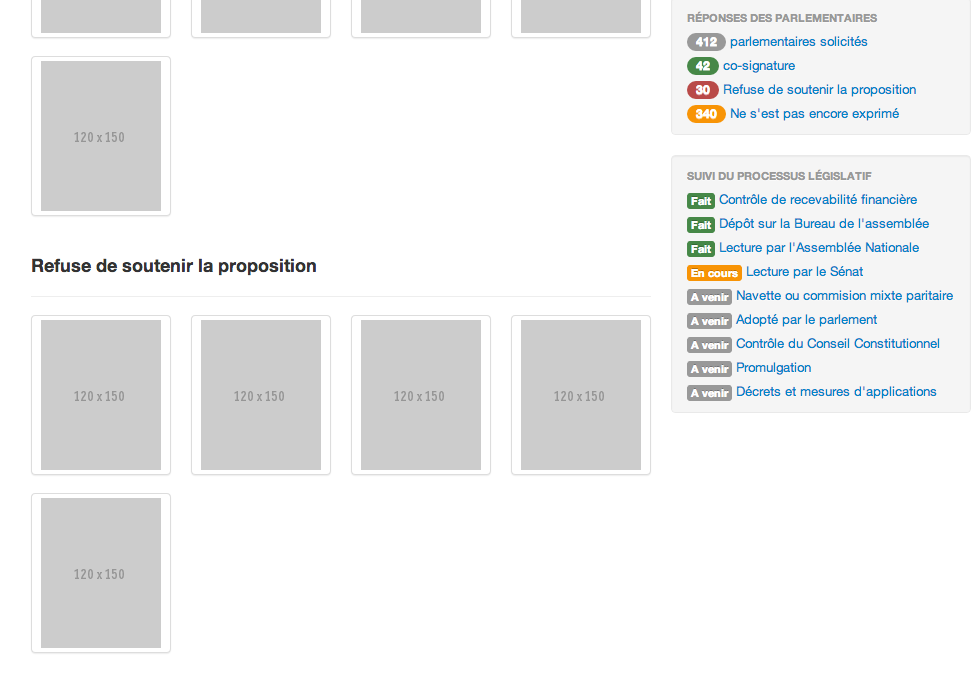 120 x 150
Refuse de soutenir la proposition
120 x 150
120 x 150
120 x 150
120 x 150
120 x 150
RÉPONSES DES PARLEMENTAIRES
412 parlementaires solicités
42 co-signature
30 Refuse de soutenir la proposition
340 Ne s'est pas encore exprimé
SUIVI DU PROCESSUS LÉGISLATIF
Fait Contrôle de recevabilité financière
Fait Dépôt sur la Bureau de l'assemblée
Fait Lecture par l'Assemblée Nationale
En cours Lecture par le Sénat
A venir Navette ou commision mixte paritaire
A venir Adopté par le parlement
A venir Contrôle du Conseil Constitutionnel
A venir Promulgation
A venir Décrets et mesures d'applications